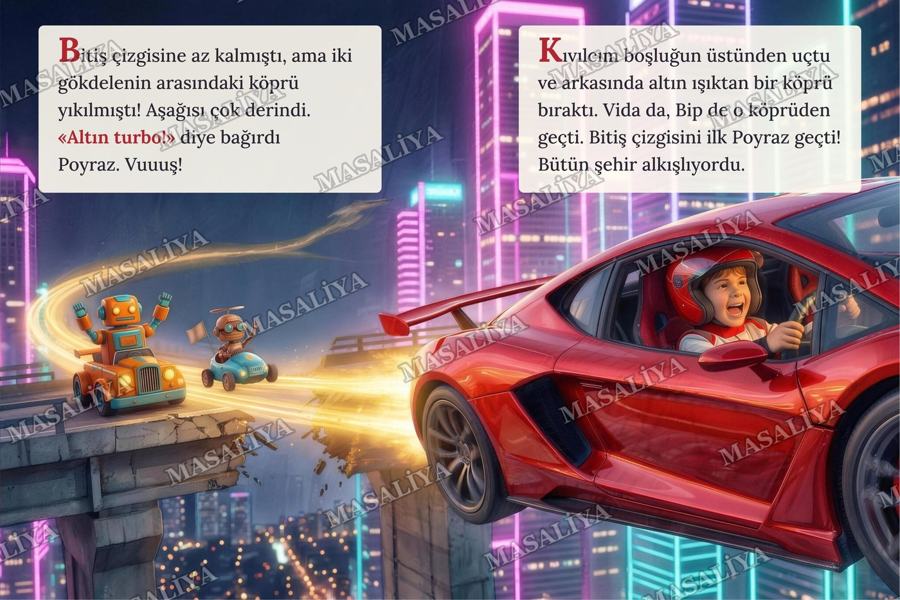 Bitiş çizgisine az kalmıştı, ama iki
gökdelenin arasındaki köprü
yıkılmıştı! Aşağısı çok derindi.
«Altın turbo!» diye bağırdı
Poyraz. Vuuuş!
Kıvılcım boşluğun üstünden uçtu
ve arkasında altın ışıktan bir köprü
bıraktı. Vida da, Bip de o köprüden
geçti. Bitiş çizgisini ilk Poyraz geçti!
Bütün şehir alkışlıyordu.
MASALİYA